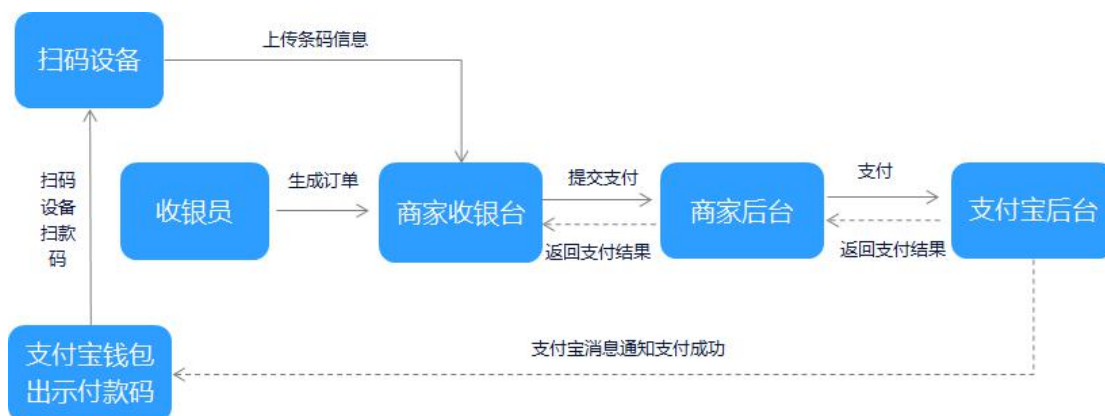 扫码设备
上传条码信息
扫码
设备
扫款
码
收银员
生成订单
商家收银台
提交支付
返回支付结果
商家后台
支付
返回支付结果
支付宝后台
支付宝钱包
出示付款码
支付宝消息通知支付成功